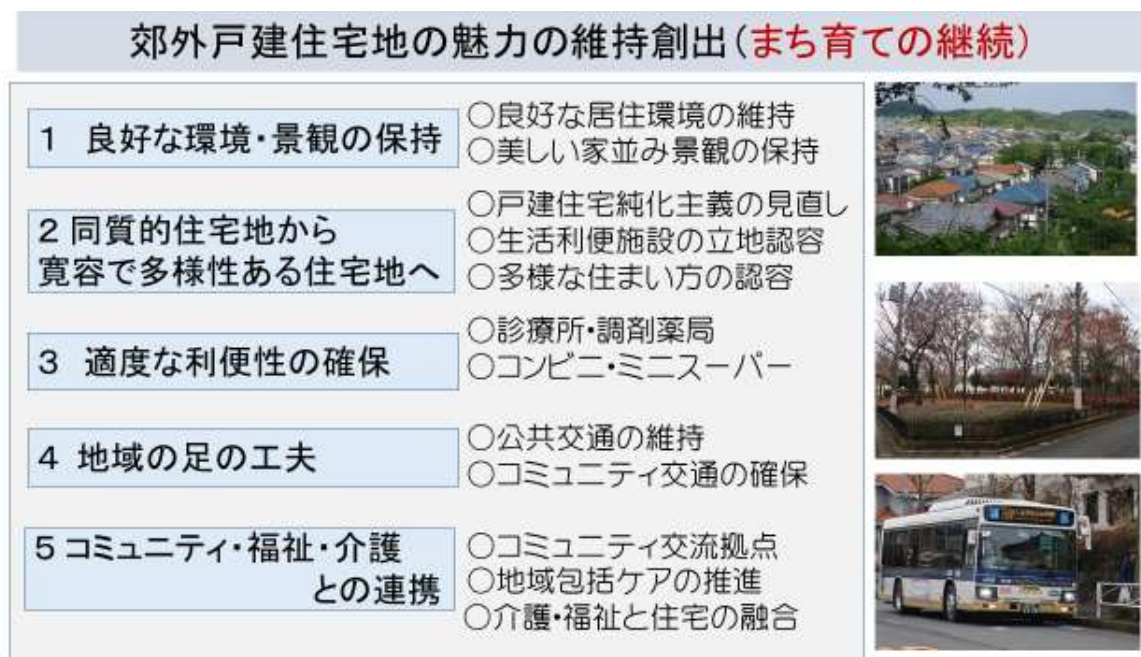 郊外戸建住宅地の魅力の維持創出(まち育ての継続)
1 良好な環境・景観の保持
○良好な居住環境の維持
○美しい家並み景観の保持
2 同質的住宅地から
寛容で多様性ある住宅地へ
○戸建住宅純化主義の見直し
○生活利便施設の立地認容
○多様な住まい方の認容
3 適度な利便性の確保
○診療所・調剤薬局
○コンビニ・ミニスーパー
4 地域の足の工夫
○公共交通の維持
○コミュニティ交通の確保
5 コミュニティ・福祉・介護
との連携
○コミュニティ交流拠点
○地域包括ケアの推進
○介護・福祉と住宅の融合